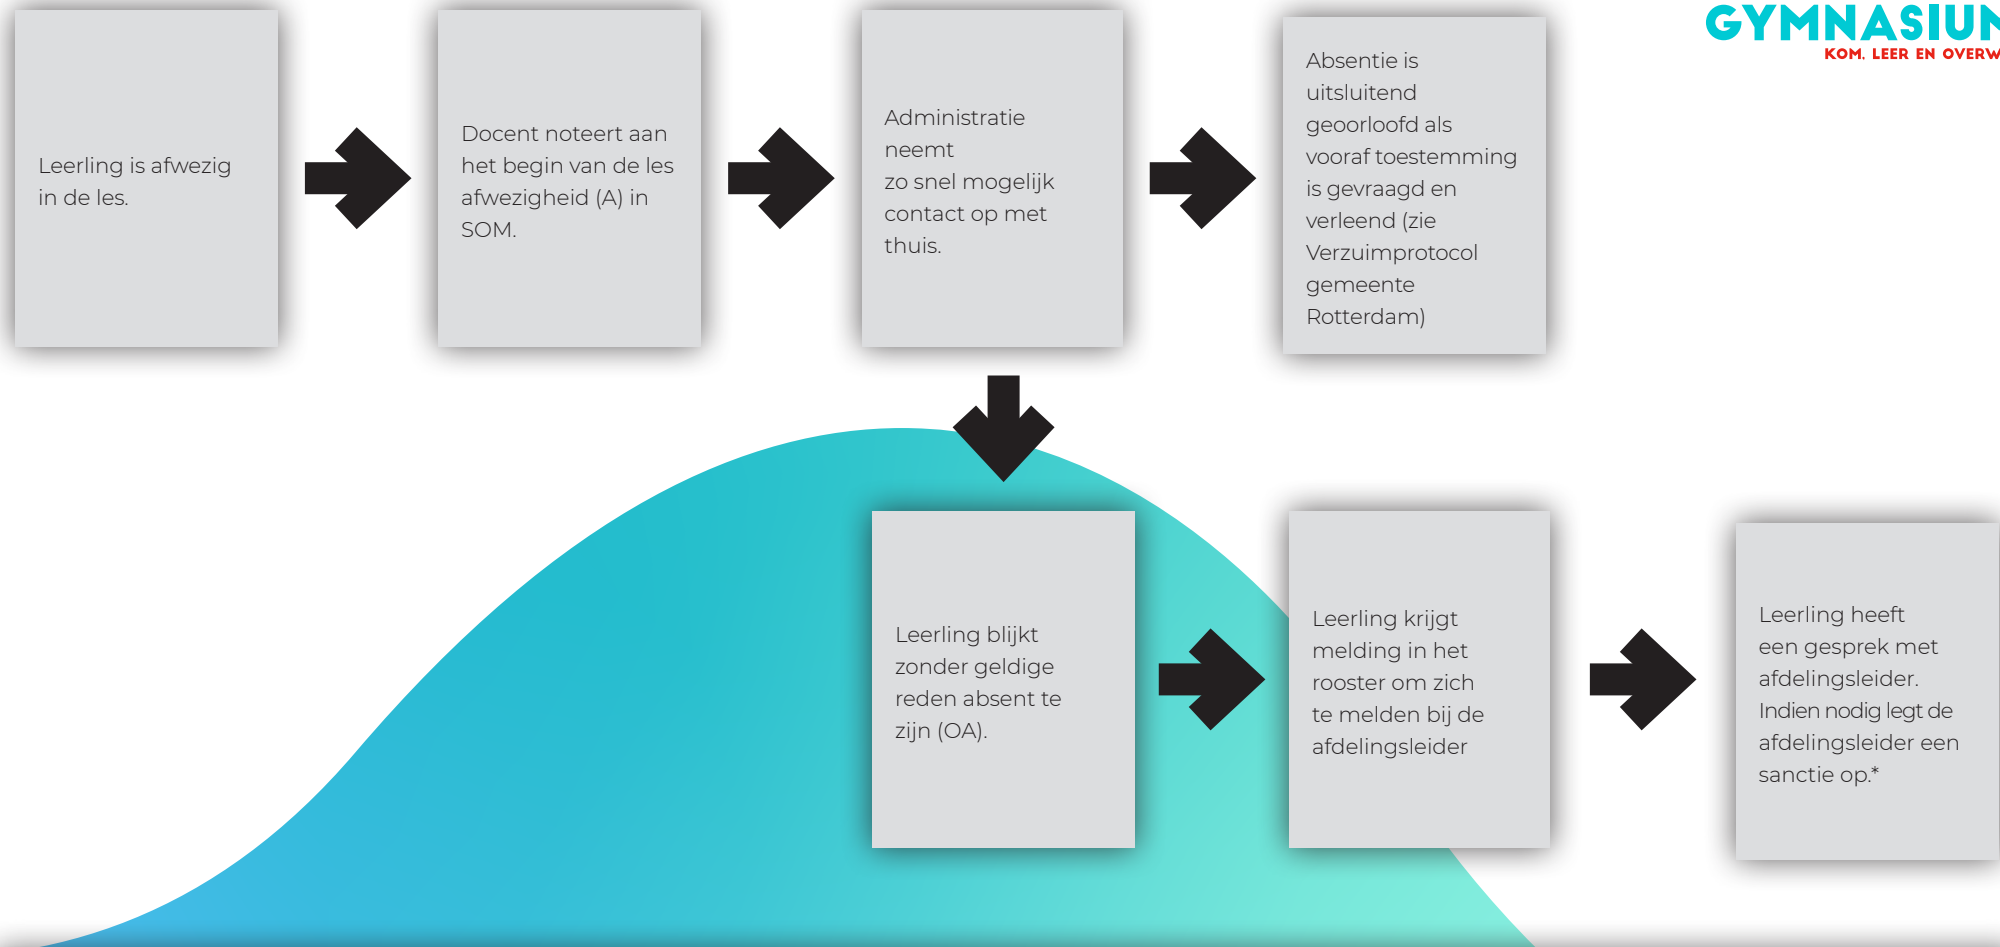 GYMNASIUM
KOM, LEER EN OVERW
Leerling is afwezig
in de les.
Docent noteert aan
het begin van de les
afwezigheid (A) in
SOM.
Administratie
neemt
zo snel mogelijk
contact op met
thuis.
Absentie is
uitsluitend
geoorloofd als
vooraf toestemming
is gevraagd en
verleend (zie
Verzuimprotocol
gemeente
Rotterdam)
Leerling blijkt
zonder geldige
reden absent te
zijn (OA).
Leerling krijgt
melding in het
rooster om zich
te melden bij de
afdelingsleider
Leerling heeft
een gesprek met
afdelingsleider.
Indien nodig legt de
afdelingsleider een
sanctie op.*